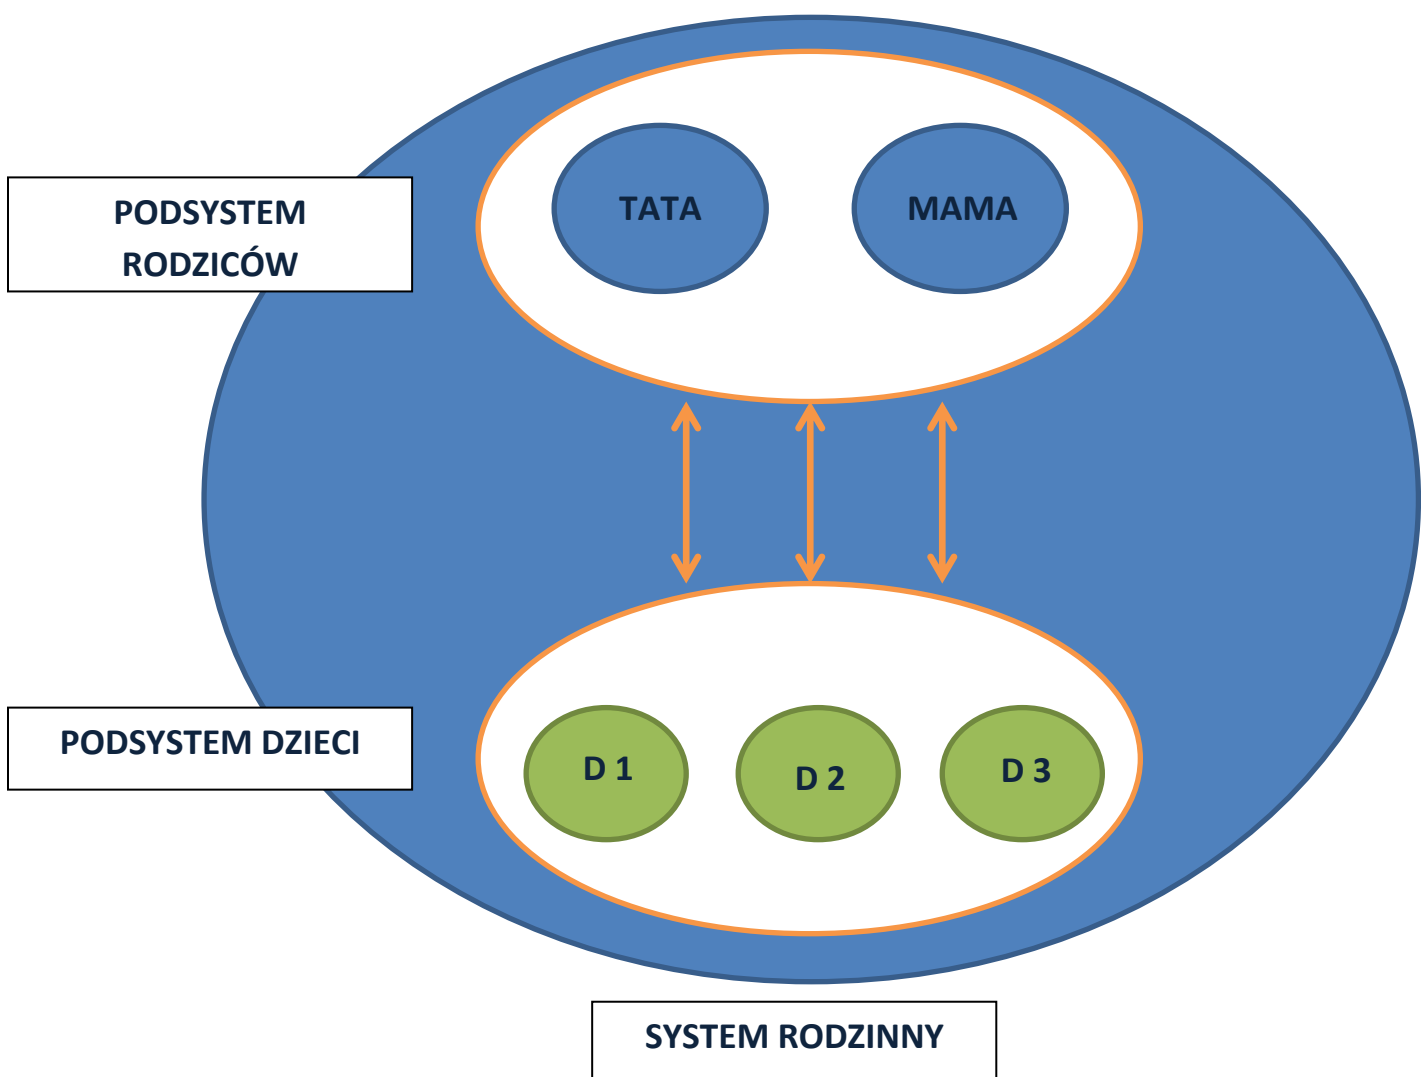 TATA
MAMA
PODSYSTEM
RODZICÓW
PODSYSTEM DZIECI
D 1
D 2
D 3
SYSTEM RODZINNY